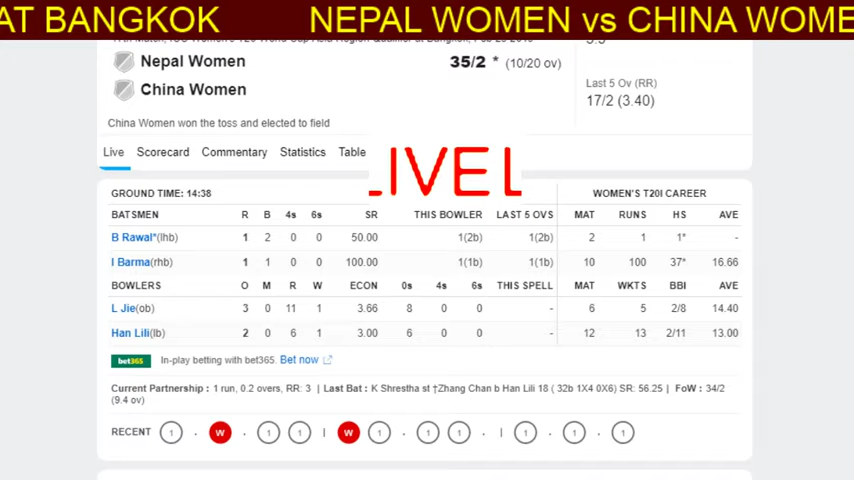 AT BANGKOK NEPAL WOMEN vs CHINA WOME
Nepal Women 35/2 * (10/20 ov)
China Women
Last 5 Ov (RR)
17/2 (3.40)
China Women won the toss and elected to field
Live Scorecard Commentary Statistics Table
LIVEL
GROUND TIME: 14:38 WOMEN'S T20I CAREER
BATSMEN R B 4s 6s SR THIS BOWLER LAST 5 OVS MAT RUNS HS AVE
B Rawal*(lhb) 1 2 0 0 50.00 1(2b) 1(2b) 2 1 1* -
I Barma(rhb) 1 1 0 0 100.00 1(1b) 1(1b) 10 100 37* 16.66
BOWLERS O M R W ECON 0s 4s 6s THIS SPELL MAT WKTS BBI AVE
L Jie(ob) 3 0 11 1 3.66 8 0 0 - 6 5 2/8 14.40
Han Lili(lb) 2 0 6 1 3.00 6 0 0 - 12 13 2/11 13.00
bet365 In-play betting with bet365. Bet now
Current Partnership : 1 run, 0.2 overs, RR: 3 | Last Bat : K Shrestha st †Zhang Chan b Han Lili 18 ( 32b 1X4 0X6) SR: 56.25 | FoW : 34/2
(9.4 ov)
RECENT 1 . W . 1 1 | W 1 . 1 1 . | 1 . 1 . 1